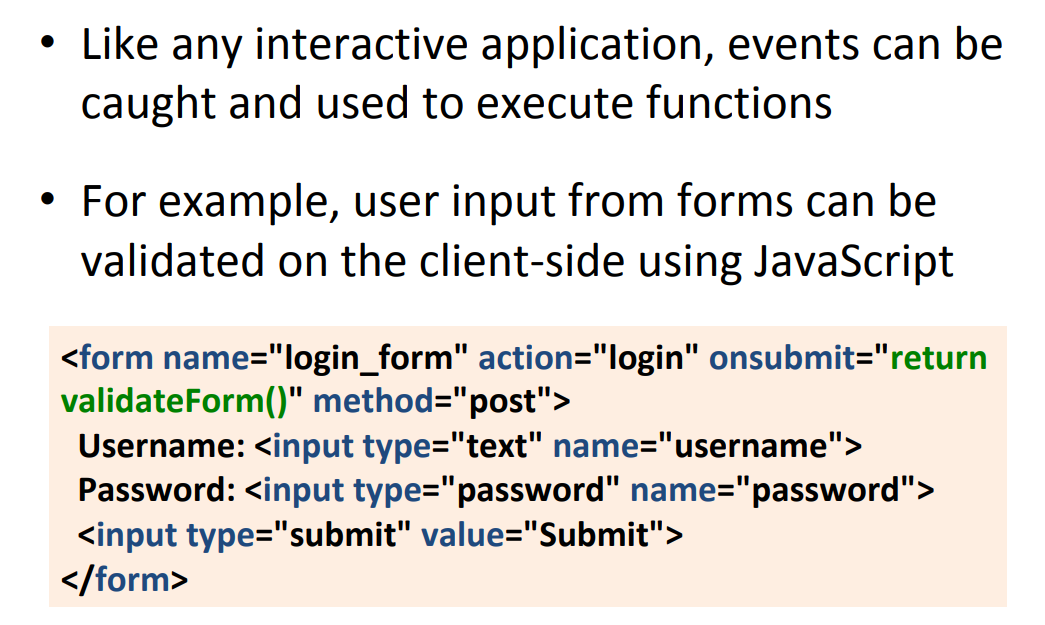 • Like any interactive application, events can be
caught and used to execute functions
• For example, user input from forms can be
validated on the client-side using JavaScript
<form name="login_form" action="login" onsubmit="return
validateForm()" method="post">
Username: <input type="text" name="username">
Password: <input type="password" name="password">
<input type="submit" value="Submit">
</form>